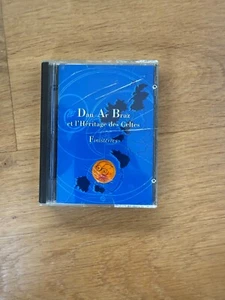 Dan Ar Braz
et l'Héritage des Celtes
Finisterres